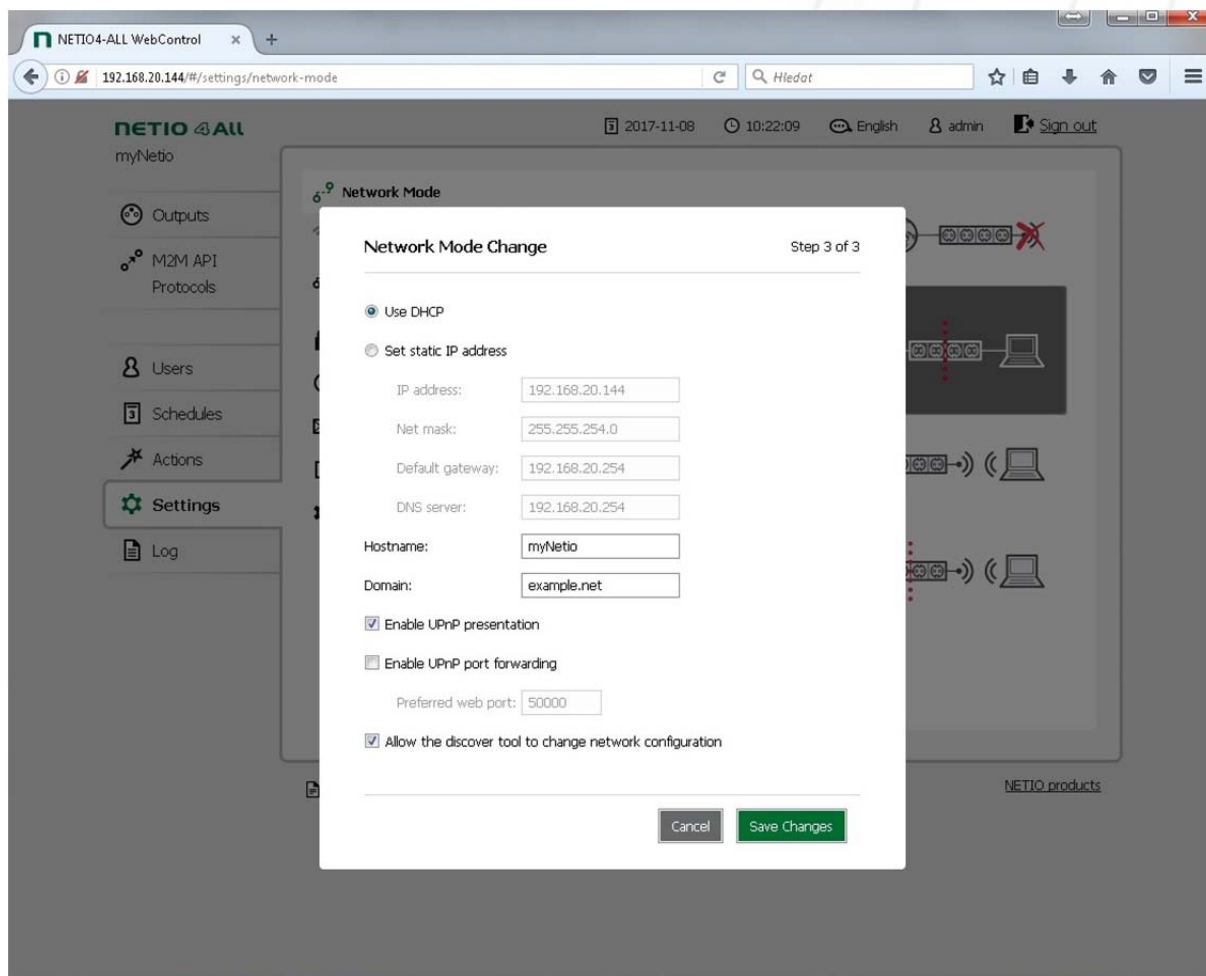 NETIO4-ALL WebControl
192.168.20.144/#/settings/network-mode
Hledat
NETIO 4All
myNetio
2017-11-08
10:22:09
English
admin
Sign out
Outputs
M2M API
Protocols
Users
Schedules
Actions
Settings
Log
Network Mode
Network Mode Change
Step 3 of 3
Use DHCP
Set static IP address
IP address: 192.168.20.144
Net mask: 255.255.254.0
Default gateway: 192.168.20.254
DNS server: 192.168.20.254
Hostname: myNetio
Domain: example.net
Enable UPnP presentation
Enable UPnP port forwarding
Preferred web port: 50000
Allow the discover tool to change network configuration
Cancel
Save Changes
NETIO products